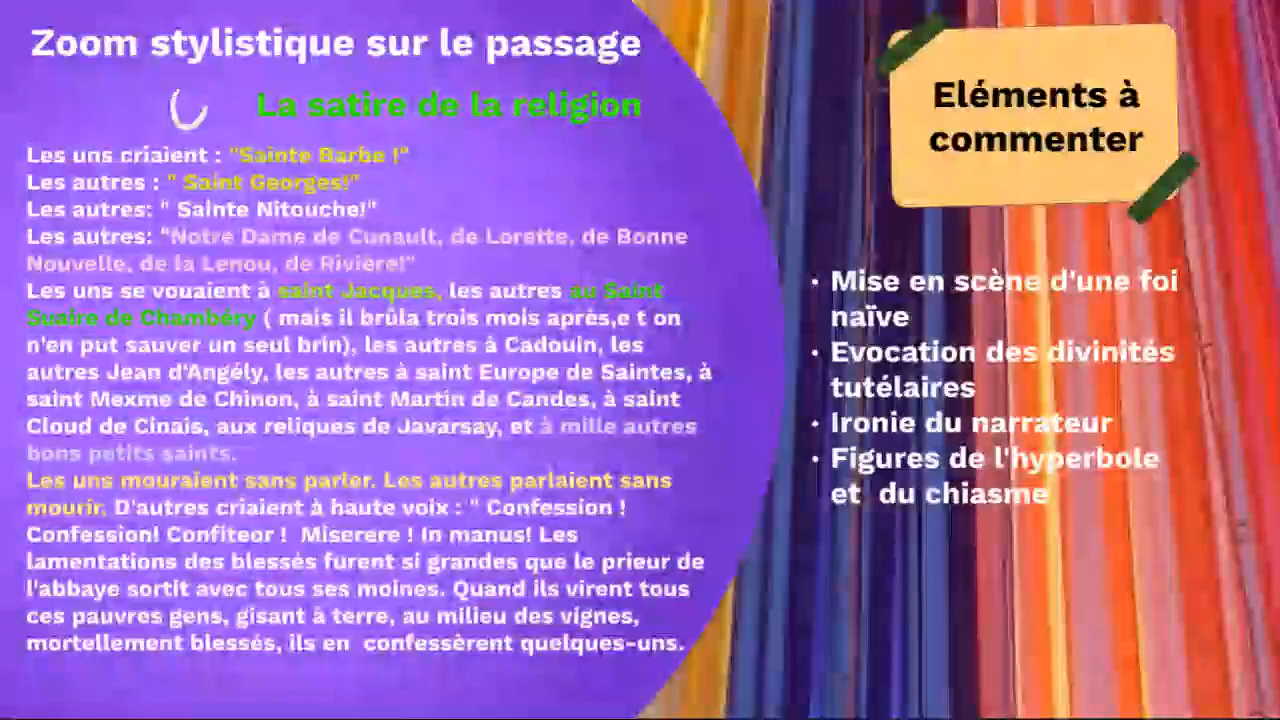 Zoom stylistique sur le passage
La satire de la religion
Les uns criaient : "Sainte Barbe !"
Les autres : " Saint Georges!"
Les autres: " Sainte Nitouche!"
Les autres: "Notre Dame de Cunault, de Lorette, de Bonne
Nouvelle, de la Lenou, de Rivière!"
Les uns se vouaient à saint Jacques, les autres au Saint
Suaire de Chambéry ( mais il brûla trois mois après,e t on
n'en put sauver un seul brin), les autres à Cadouin, les
autres Jean d'Angély, les autres à saint Europe de Saintes, à
saint Mexme de Chinon, à saint Martin de Candes, à saint
Cloud de Cinais, aux reliques de Javarsay, et à mille autres
bons petits saints.
Les uns mouraient sans parler. Les autres parlaient sans
mourir. D'autres criaient à haute voix : " Confession !
Confession! Confiteor !  Miserere ! In manus! Les
lamentations des blessés furent si grandes que le prieur de
l'abbaye sortit avec tous ses moines. Quand ils virent tous
ces pauvres gens, gisant à terre, au milieu des vignes,
mortellement blessés, ils en  confessèrent quelques-uns.
Eléments à
commenter
• Mise en scène d'une foi
naïve
• Evocation des divinités
tutélaires
• Ironie du narrateur
• Figures de l'hyperbole
et  du chiasme